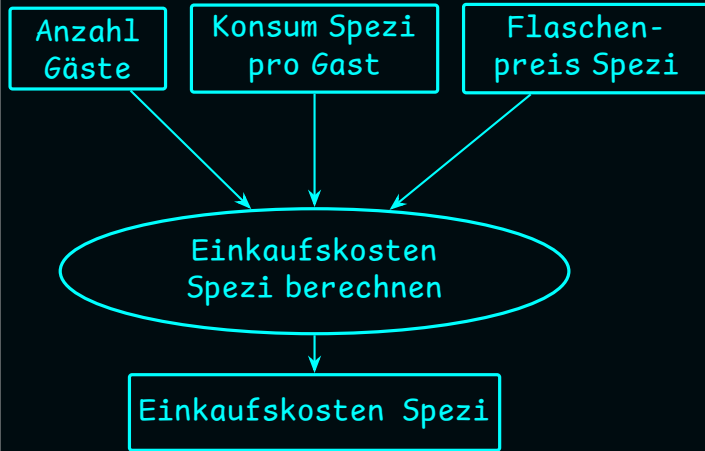 Anzahl
Gäste
Konsum Spezi
pro Gast
Flaschen-
preis Spezi
Einkaufskosten
Spezi berechnen
Einkaufskosten Spezi